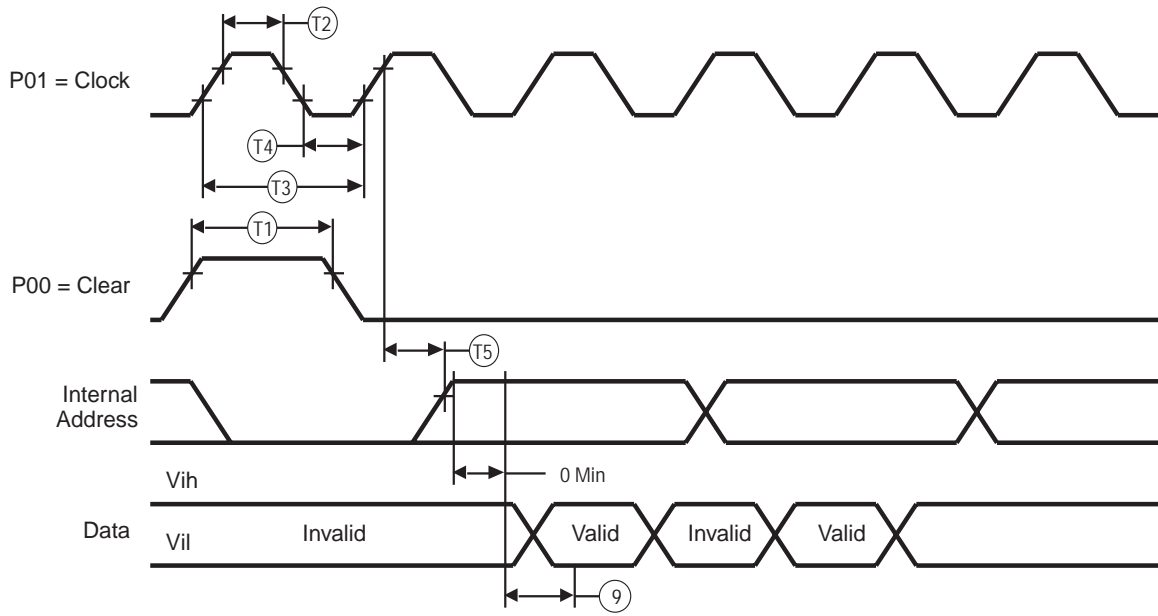 T2
P01 = Clock
T4
T3
T1
P00 = Clear
T5
Internal
Address
Vih
0 Min
Data
Vil
Invalid
Valid
Invalid
Valid
9